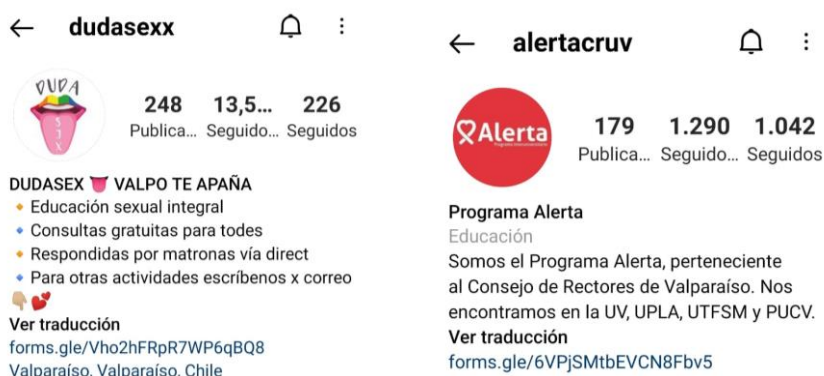 dudasexx
DUDA
SIX
248 13,5... 226
Publica... Seguido... Seguidos
DUDASEX 👅 VALPO TE APAÑA
🔸 Educación sexual integral
🔹 Consultas gratuitas para todes
🔸 Respondidas por matronas vía direct
🔹 Para otras actividades escríbenos x correo
👇🏼 💕
Ver traducción
forms.gle/Vho2hFRpR7WP6qBQ8
Valparaíso, Valparaíso, Chile
alertacruv
Alerta
179 1.290 1.042
Publica... Seguido... Seguidos
Programa Alerta
Educación
Somos el Programa Alerta, perteneciente
al Consejo de Rectores de Valparaíso. Nos
encontramos en la UV, UPLA, UTFSM y PUCV.
Ver traducción
forms.gle/6VPjSMtbEVCN8Fbv5